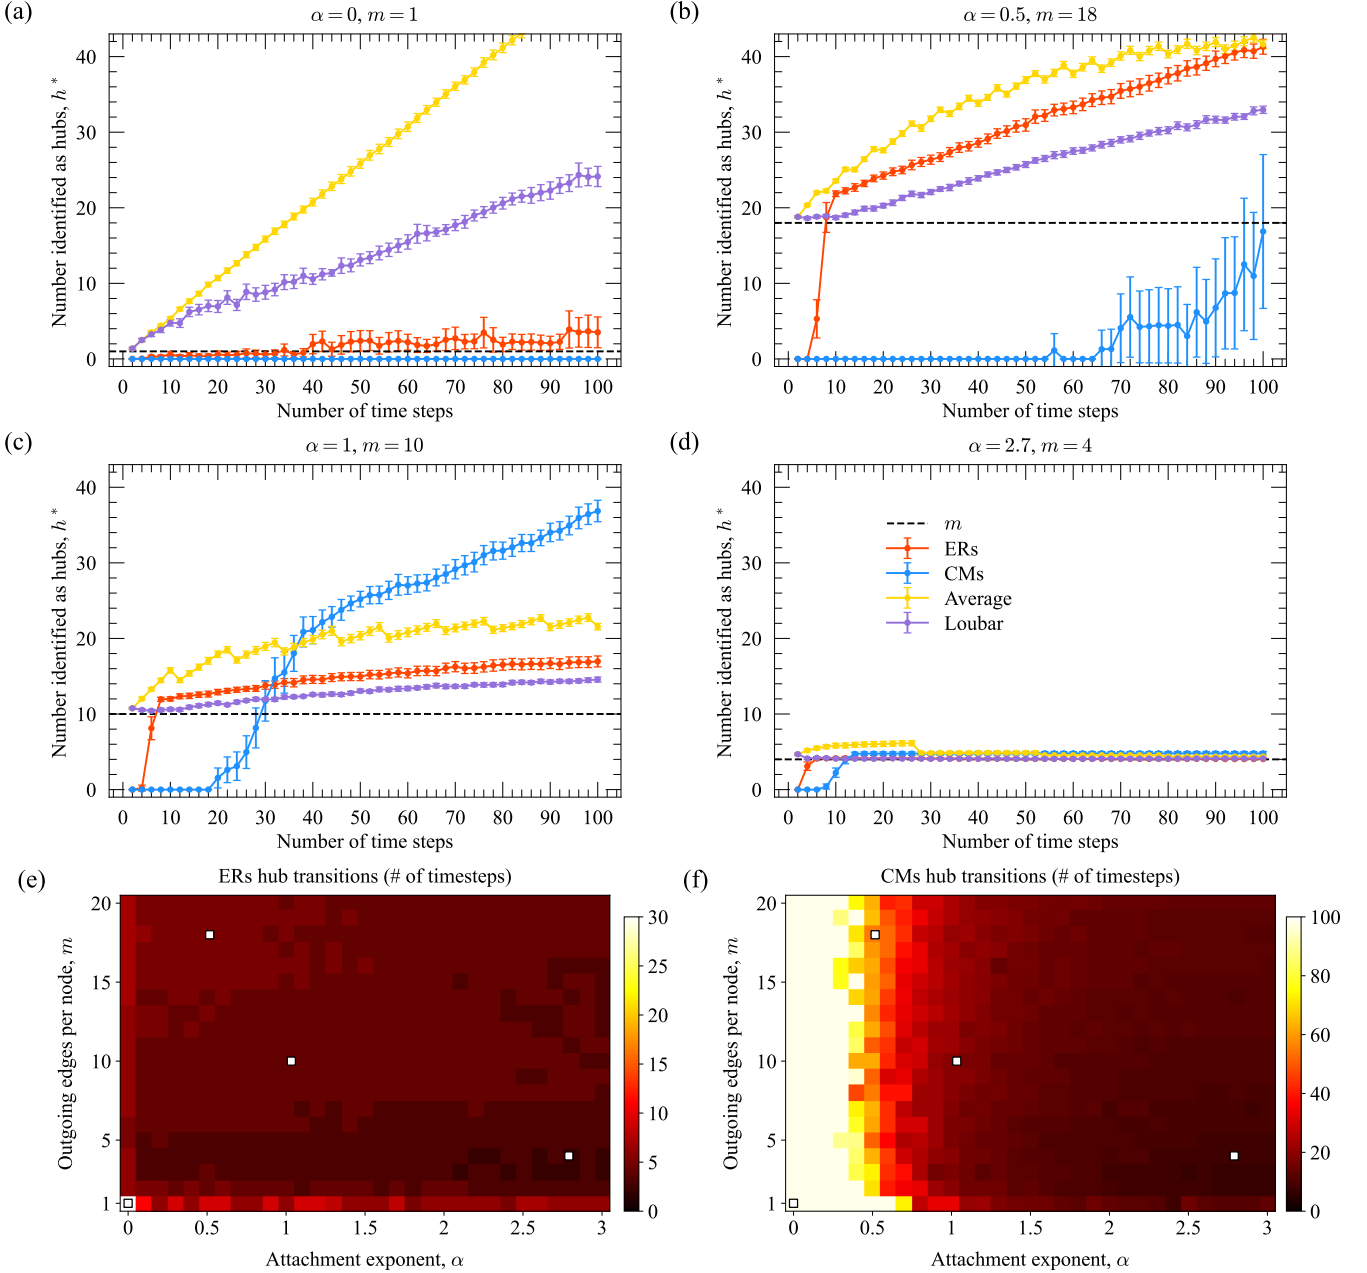 (a)
α = 0, m = 1
Number identified as hubs, h*
40
30
20
10
0
0 10 20 30 40 50 60 70 80 90 100
Number of time steps
(b)
α = 0.5, m = 18
Number identified as hubs, h*
40
30
20
10
0
0 10 20 30 40 50 60 70 80 90 100
Number of time steps
(c)
α = 1, m = 10
Number identified as hubs, h*
40
30
20
10
0
0 10 20 30 40 50 60 70 80 90 100
Number of time steps
(d)
α = 2.7, m = 4
Number identified as hubs, h*
40
30
20
10
0
m
ERs
CMs
Average
Loubar
0 10 20 30 40 50 60 70 80 90 100
Number of time steps
(e)
ERs hub transitions (# of timesteps)
Outgoing edges per node, m
20
15
10
5
1
0 0.5 1 1.5 2 2.5 3
Attachment exponent, α
30
25
20
15
10
5
0
(f)
CMs hub transitions (# of timesteps)
Outgoing edges per node, m
20
15
10
5
1
0 0.5 1 1.5 2 2.5 3
Attachment exponent, α
100
80
60
40
20
0